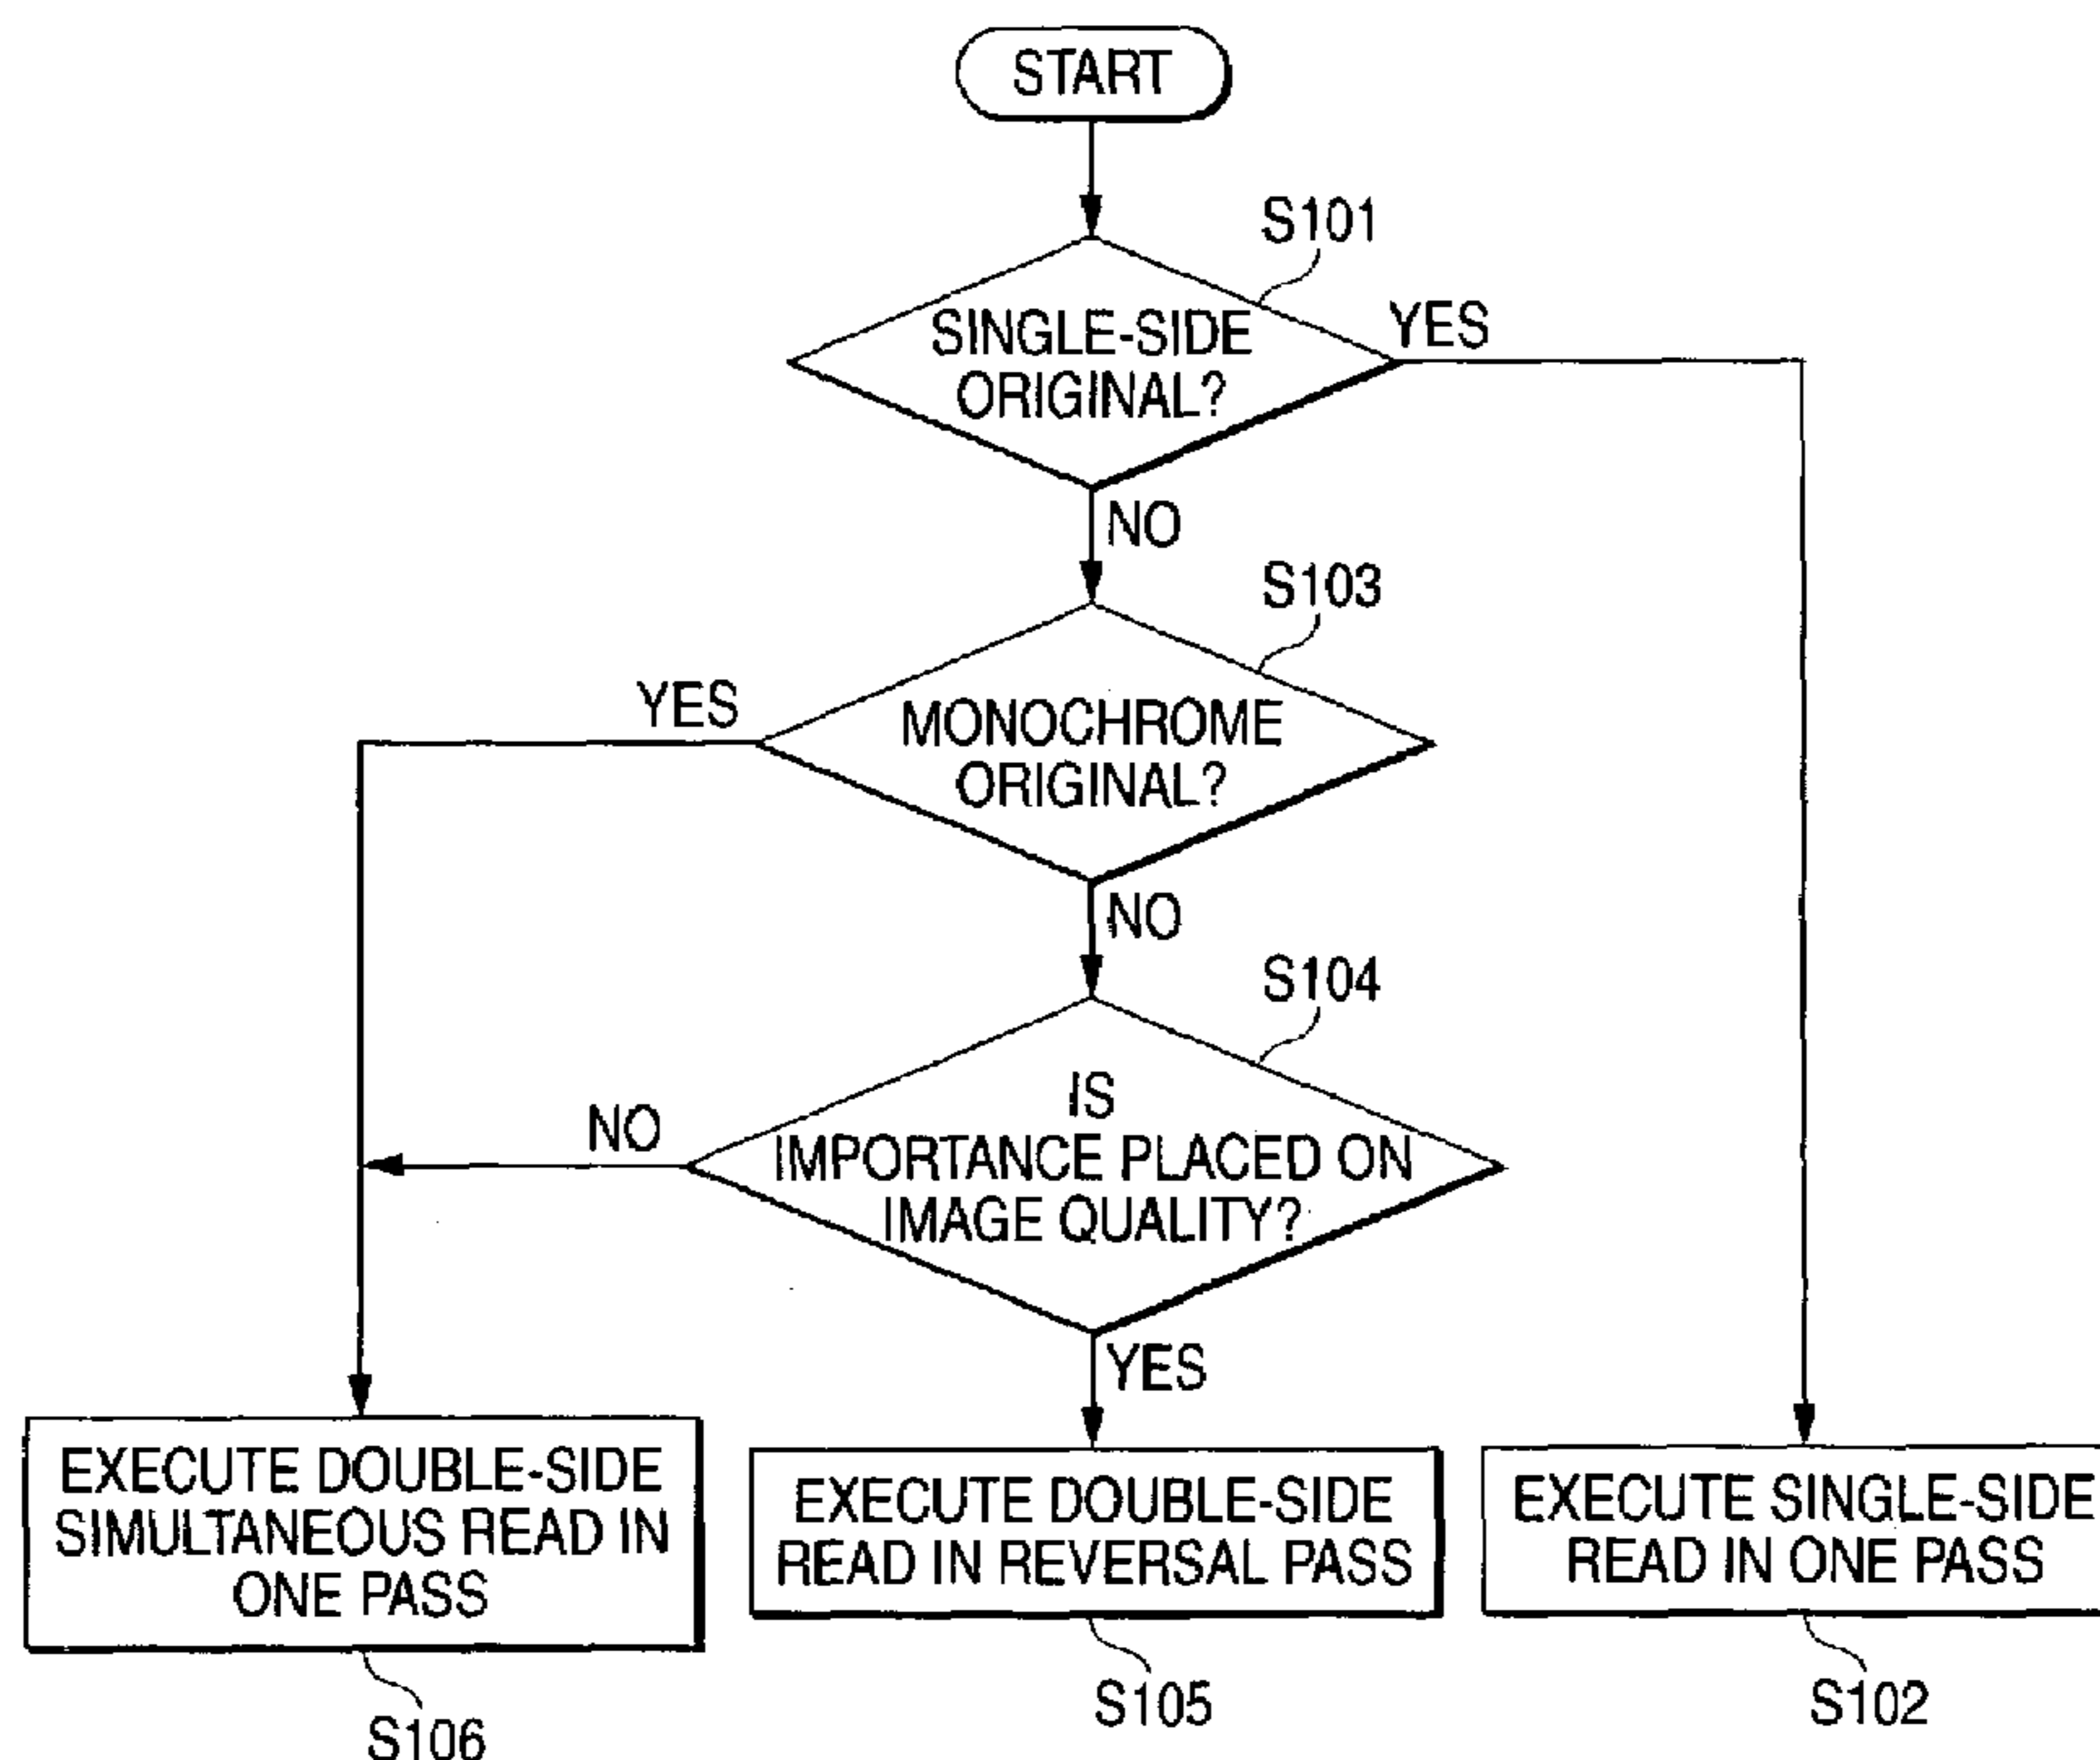 START
S101
SINGLE-SIDE
ORIGINAL?
YES
NO
S103
MONOCHROME
ORIGINAL?
YES
NO
S104
IS
IMPORTANCE PLACED ON
IMAGE QUALITY?
NO
YES
EXECUTE DOUBLE-SIDE
SIMULTANEOUS READ IN
ONE PASS
S106
EXECUTE DOUBLE-SIDE
READ IN REVERSAL PASS
S105
EXECUTE SINGLE-SIDE
READ IN ONE PASS
S102